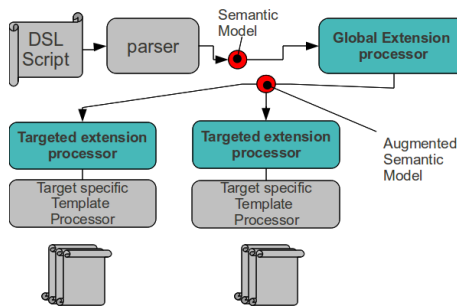 Semantic
Model
DSL
Script
parser
Global Extension
processor
Targeted extension
processor
Targeted extension
processor
Augmented
Semantic
Model
Target specific
Template
Processor
Target specific
Template
Processor